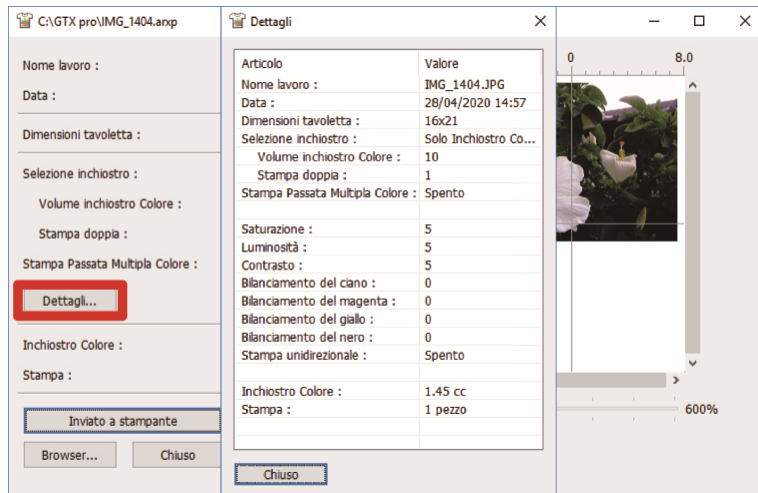 C:\GTX pro\IMG_1404.arxp
Nome lavoro :
Data :
Dimensioni tavoletta :
Selezione inchiostro :
Volume inchiostro Colore :
Stampa doppia :
Stampa Passata Multipla Colore :
Dettagli...
Inchiostro Colore :
Stampa :
Inviato a stampante
Browser...
Chiuso
Dettagli
Articolo Valore
Nome lavoro : IMG_1404.JPG
Data : 28/04/2020 14:57
Dimensioni tavoletta : 16x21
Selezione inchiostro : Solo Inchiostro Co...
Volume inchiostro Colore : 10
Stampa doppia : 1
Stampa Passata Multipla Colore : Spento
Saturazione : 5
Luminosità : 5
Contrasto : 5
Bilanciamento del ciano : 0
Bilanciamento del magenta : 0
Bilanciamento del giallo : 0
Bilanciamento del nero : 0
Stampa unidirezionale : Spento
Inchiostro Colore : 1.45 cc
Stampa : 1 pezzo
Chiuso
0 8.0
600%